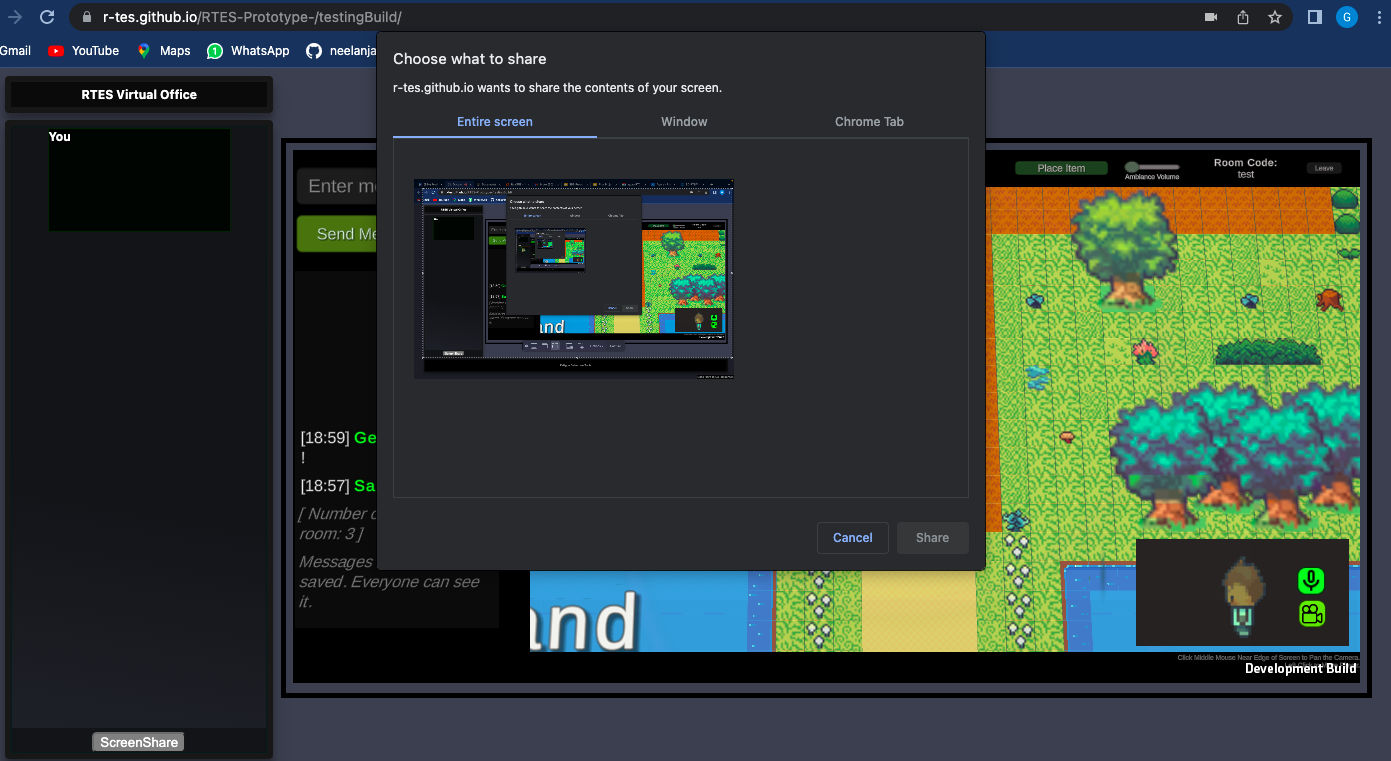 r-tes.github.io/RTES-Prototype-/testingBuild/
G
Gmail
YouTube
Maps
1
WhatsApp
neelanja
RTES Virtual Office
You
ScreenShare
Choose what to share
r-tes.github.io wants to share the contents of your screen.
Entire screen
Window
Chrome Tab
Cancel
Share
Enter me
Send Me
[18:59] Ge
!
[18:57] Sa
[ Number o
room: 3 ]
Messages
saved. Everyone can see
it.
Place Item
Ambiance Volume
Room Code:
test
Leave
and
Click Middle Mouse Near Edge of Screen to Pan the Camera.
Development Build